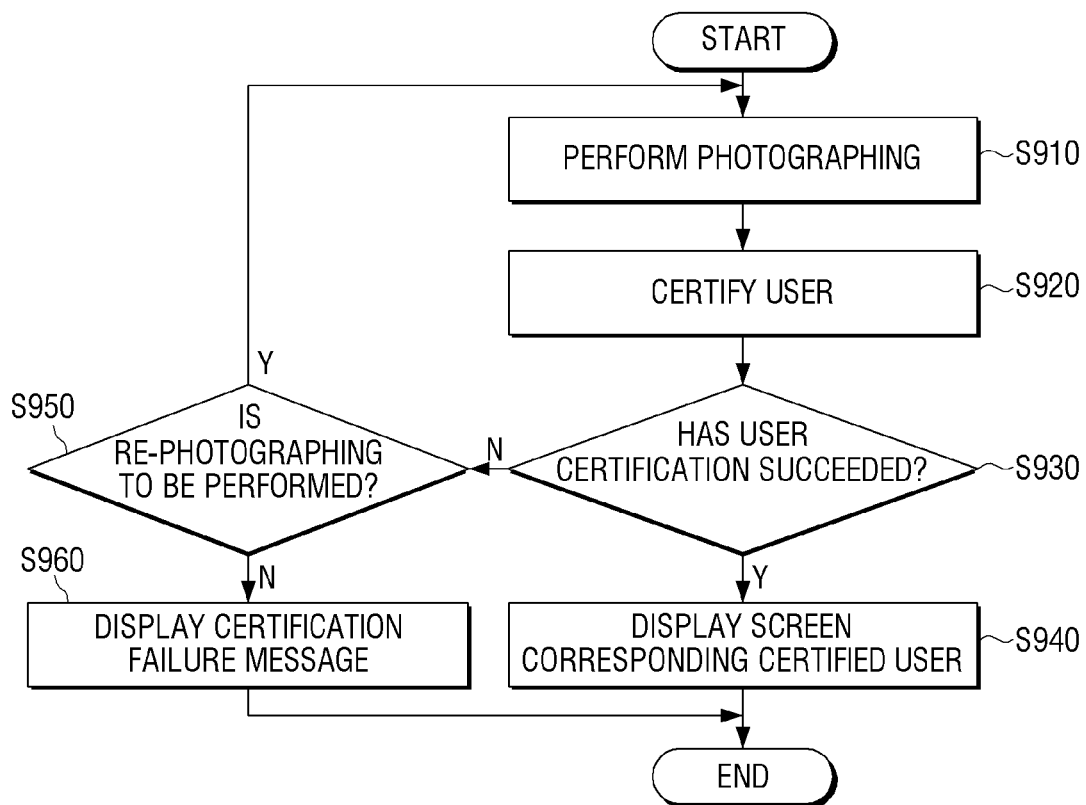 START
PERFORM PHOTOGRAPHING
S910
CERTIFY USER
S920
HAS USER
CERTIFICATION SUCCEEDED?
S930
N
Y
IS
RE-PHOTOGRAPHING
TO BE PERFORMED?
S950
Y
N
S960
DISPLAY CERTIFICATION
FAILURE MESSAGE
DISPLAY SCREEN
CORRESPONDING CERTIFIED USER
S940
END